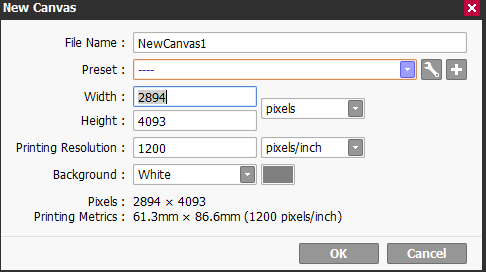 New Canvas
File Name : NewCanvas1
Preset : ----
Width : 2894
pixels
Height : 4093
Printing Resolution : 1200 pixels/inch
Background : White
Pixels : 2894 × 4093
Printing Metrics : 61.3mm × 86.6mm (1200 pixels/inch)
OK Cancel